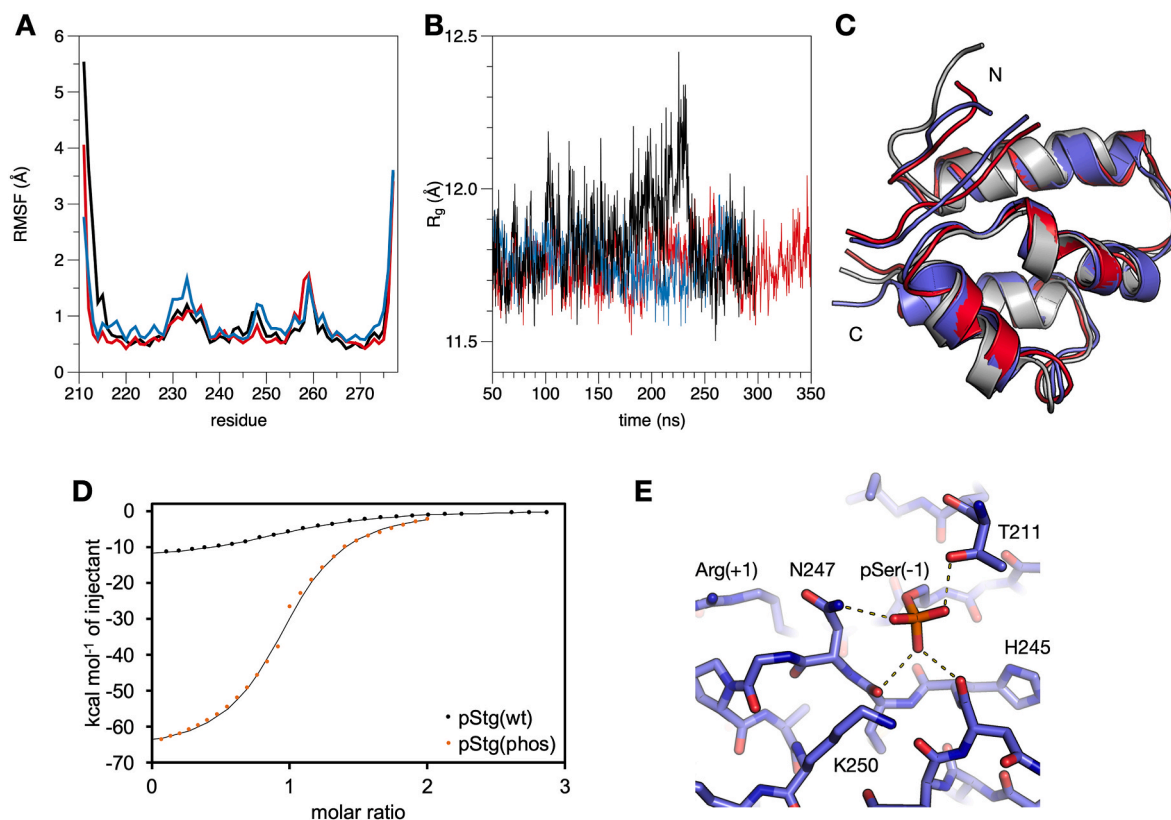 A
B
C
6
5
4
3
2
1
0
RMSF (Å)
210 220 230 240 250 260 270
residue
12.5
12.0
11.5
Rg (Å)
50 100 150 200 250 300 350
time (ns)
N
C
D
E
0
-10
-20
-30
-40
-50
-60
-70
kcal mol⁻¹ of injectant
pStg(wt)
pStg(phos)
0 1 2 3
molar ratio
T211
Arg(+1) N247 pSer(-1)
H245
K250